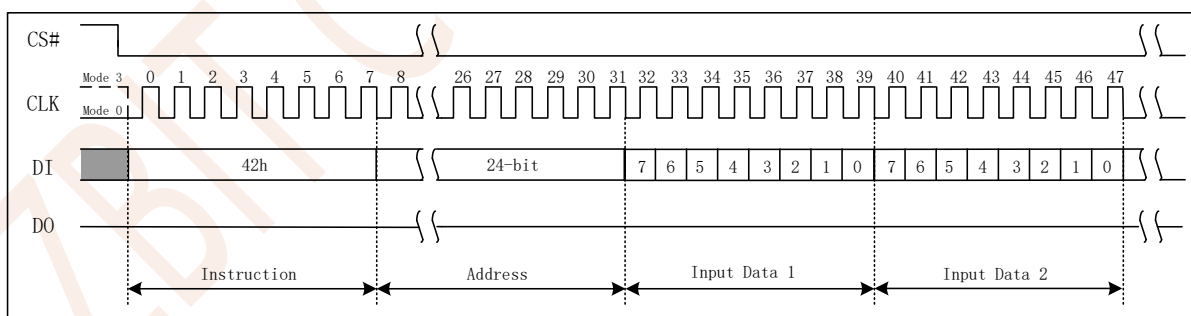 CS#
Mode 3 0 1 2 3 4 5 6 7 8 26 27 28 29 30 31 32 33 34 35 36 37 38 39 40 41 42 43 44 45 46 47
CLK
Mode 0
DI 42h 24-bit 7 6 5 4 3 2 1 0 7 6 5 4 3 2 1 0
DO
Instruction Address Input Data 1 Input Data 2
ZBIT C